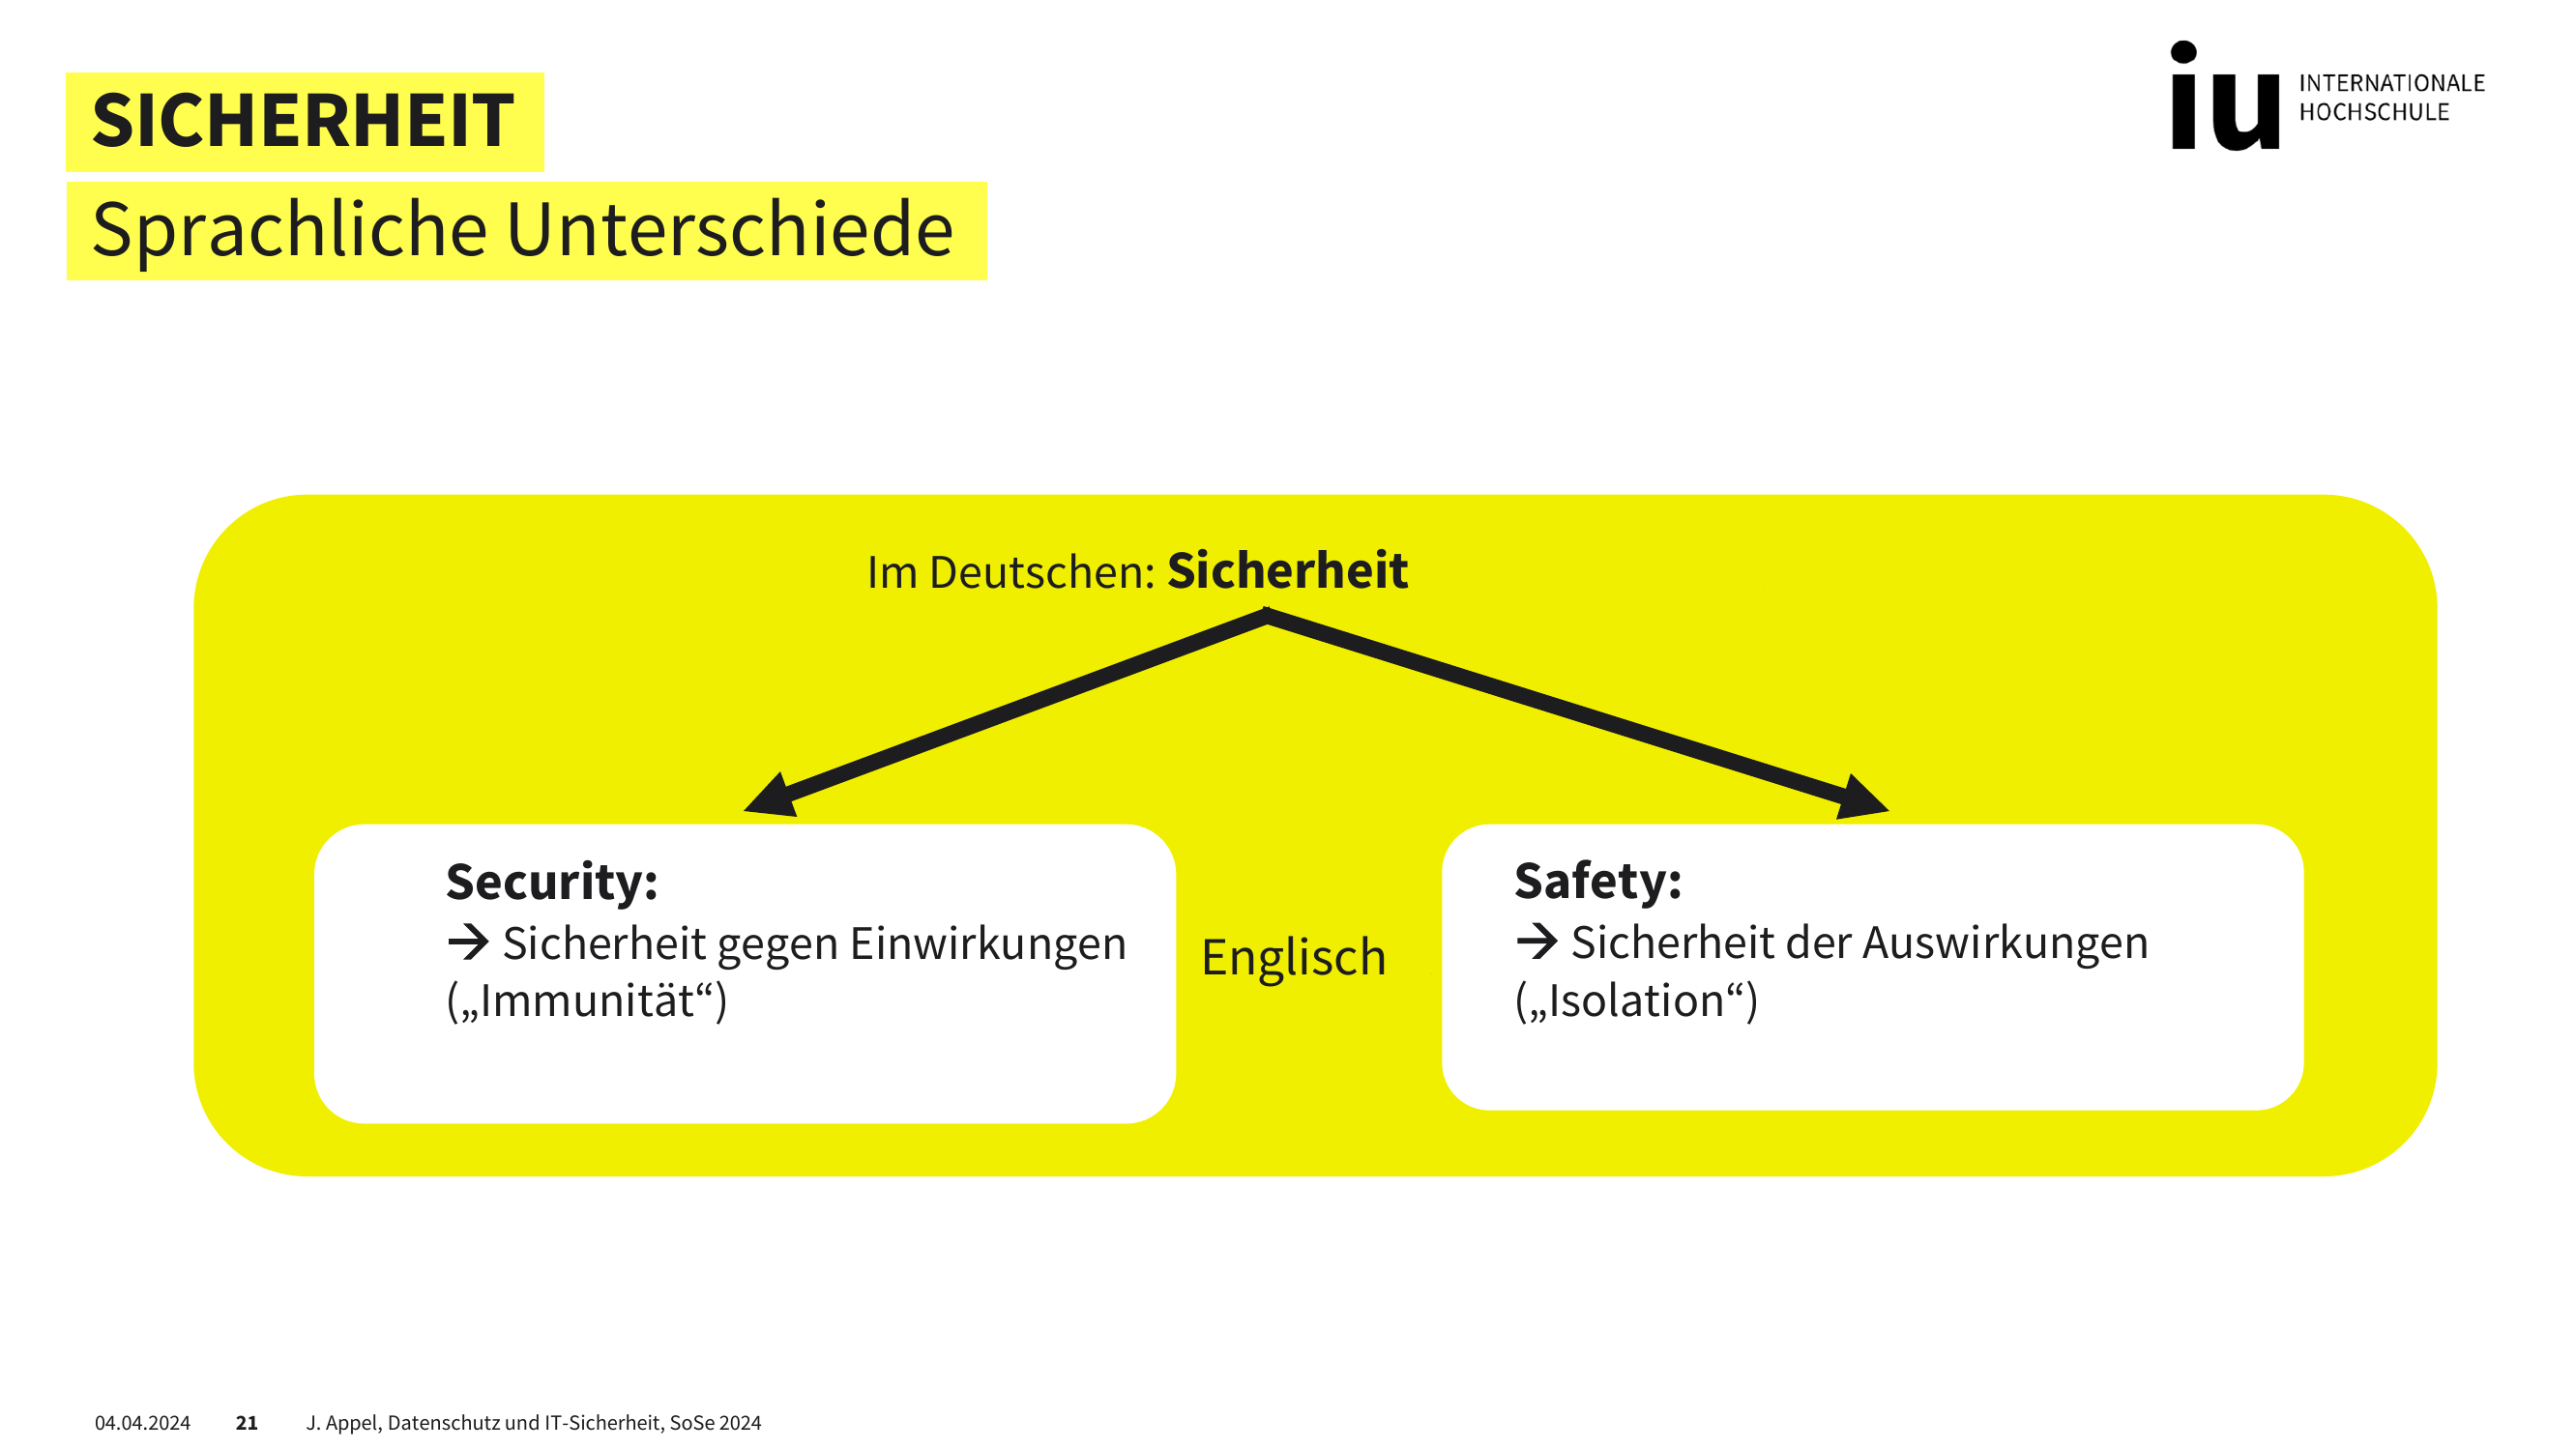 SICHERHEIT
Sprachliche Unterschiede
iu INTERNATIONALE
HOCHSCHULE
Im Deutschen: Sicherheit
Security:
→ Sicherheit gegen Einwirkungen
(„Immunität“)
Englisch
Safety:
→ Sicherheit der Auswirkungen
(„Isolation“)
04.04.2024 21 J. Appel, Datenschutz und IT-Sicherheit, SoSe 2024